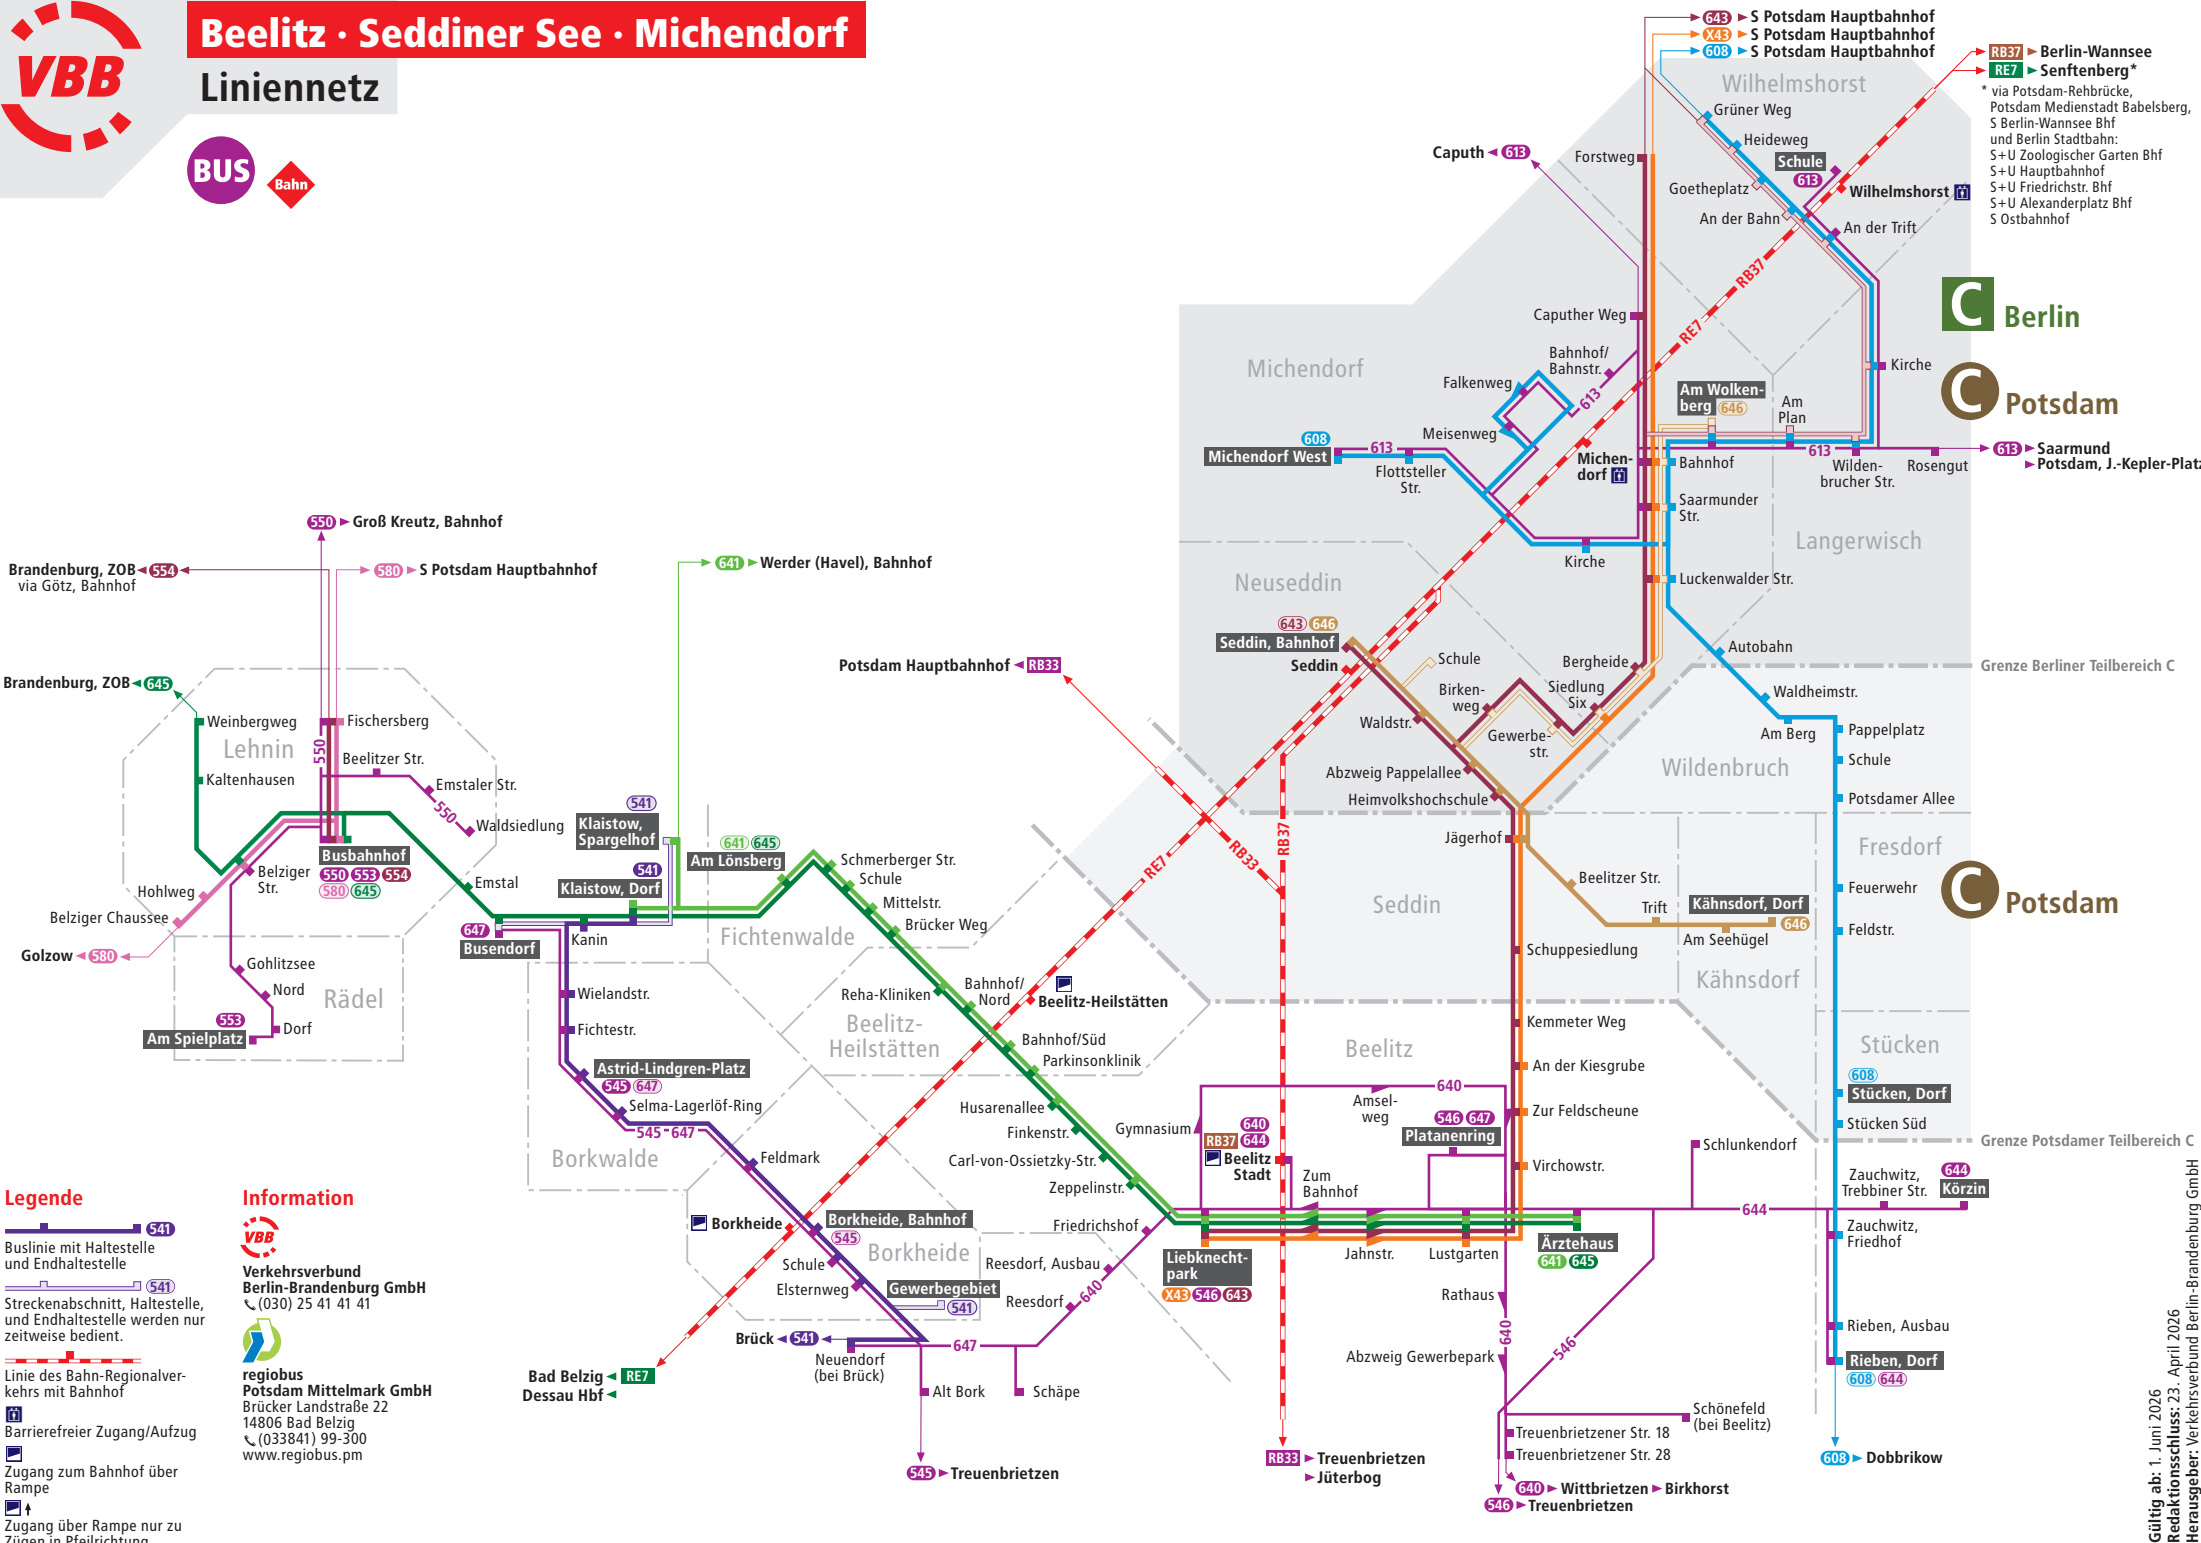 VBB
Beelitz · Seddiner See · Michendorf
Liniennetz
BUS
Bahn
643 S Potsdam Hauptbahnhof
X43 S Potsdam Hauptbahnhof
608 S Potsdam Hauptbahnhof
RB37 Berlin-Wannsee
RE7 Senftenberg*
* via Potsdam-Rehbrücke,
Potsdam Medienstadt Babelsberg,
S Berlin-Wannsee Bhf
und Berlin Stadtbahn:
S+U Zoologischer Garten Bhf
S+U Hauptbahnhof
S+U Friedrichstr. Bhf
S+U Alexanderplatz Bhf
S Ostbahnhof
Wilhelmshorst
Grüner Weg
Heideweg
Schule
613
Caputh 613
Forstweg
Goetheplatz
Wilhelmshorst
An der Bahn
An der Trift
RB37
RE7
C Berlin
C Potsdam
Caputher Weg
Michendorf
Bahnhof/
Bahnstr.
Falkenweg
613
Meisenweg
608
Michendorf West
613
Flottsteller
Str.
Michen-
dorf
Am Wolken-
berg 646
Am
Plan
Kirche
613
Bahnhof
Wilden-
brucher Str.
Rosengut
613 Saarmund
Potsdam, J.-Kepler-Platz
Saarmunder
Str.
Langerwisch
Kirche
Luckenwalder Str.
Neuseddin
643 646
Seddin, Bahnhof
Seddin
Schule
Bergheide
Birken-
weg
Siedlung
Six
Waldstr.
Gewerbe-
str.
Abzweig Pappelallee
Heimvolkshochschule
Jägerhof
Autobahn
Grenze Berliner Teilbereich C
Waldheimstr.
Am Berg
Pappelplatz
Schule
Wildenbruch
Potsdamer Allee
Fresdorf
Feuerwehr
C Potsdam
Feldstr.
Beelitzer Str.
Trift
Kähnsdorf, Dorf
646
Am Seehügel
Kähnsdorf
Seddin
Schuppesiedlung
Stücken
608
Stücken, Dorf
Stücken Süd
Grenze Potsdamer Teilbereich C
550 Groß Kreutz, Bahnhof
Brandenburg, ZOB 554
via Götz, Bahnhof
580 S Potsdam Hauptbahnhof
641 Werder (Havel), Bahnhof
Brandenburg, ZOB 645
Potsdam Hauptbahnhof RB33
Weinbergweg
Fischersberg
Lehnin
550
Beelitzer Str.
Kaltenhausen
Emstaler Str.
550
Waldsiedlung
Busbahnhof
550 553 554
580 645
Belziger
Str.
Hohlweg
Belziger Chaussee
Golzow 580
Emstal
Gohlitzsee
Nord
Rädel
553
Am Spielplatz
Dorf
541
Klaistow,
Spargelhof
541
Klaistow, Dorf
641 645
Am Lönsberg
647
Busendorf
Kanin
Fichtenwalde
Schmerberger Str.
Schule
Mittelstr.
Brücker Weg
RE7
RB33
RB37
Reha-Kliniken
Bahnhof/
Nord
Beelitz-Heilstätten
Beelitz-
Heilstätten
Bahnhof/Süd
Parkinsonklinik
Wielandstr.
Fichtestr.
Astrid-Lindgren-Platz
545 647
Selma-Lagerlöf-Ring
545 - 647
Borkwalde
Feldmark
Husarenallee
Finkenstr.
Carl-von-Ossietzky-Str.
Zeppelinstr.
Borkheide
Borkheide, Bahnhof
545
Borkheide
Schule
Elsternweg
Gewerbegebiet
541
Brück 541
Neuendorf
(bei Brück)
647
Alt Bork
Schäpe
545 Treuenbrietzen
Bad Belzig RE7
Dessau Hbf
Friedrichshof
Reesdorf, Ausbau
Reesdorf
640
Beelitz
Kemmeter Weg
An der Kiesgrube
640
Amsel-
weg
Zur Feldscheune
Gymnasium
640
RB37 644
Beelitz
Stadt
546 647
Platanenring
Virchowstr.
Zum
Bahnhof
Liebknecht-
park
X43 546 643
Jahnstr.
Lustgarten
Ärztehaus
641 645
Schlunkendorf
644
Zauchwitz,
Trebbiner Str.
644
Körzin
Zauchwitz,
Friedhof
Rathaus
640
546
Abzweig Gewerbepark
Rieben, Ausbau
Rieben, Dorf
608 644
Schönefeld
(bei Beelitz)
Treuenbrietzener Str. 18
Treuenbrietzener Str. 28
RB33 Treuenbrietzen
Jüterbog
640 Wittbrietzen Birkhorst
546 Treuenbrietzen
608 Dobbrikow
Legende
541
Buslinie mit Haltestelle
und Endhaltestelle
541
Streckenabschnitt, Haltestelle,
und Endhaltestelle werden nur
zeitweise bedient.
Linie des Bahn-Regionalver-
kehrs mit Bahnhof
Barrierefreier Zugang/Aufzug
Zugang zum Bahnhof über
Rampe
Zugang über Rampe nur zu
Zügen in Pfeilrichtung
Information
VBB
Verkehrsverbund
Berlin-Brandenburg GmbH
(030) 25 41 41 41
regiobus
Potsdam Mittelmark GmbH
Brücker Landstraße 22
14806 Bad Belzig
(033841) 99-300
www.regiobus.pm
Gültig ab: 1. Juni 2026
Redaktionsschluss: 23. April 2026
Herausgeber: Verkehrsverbund Berlin-Brandenburg GmbH